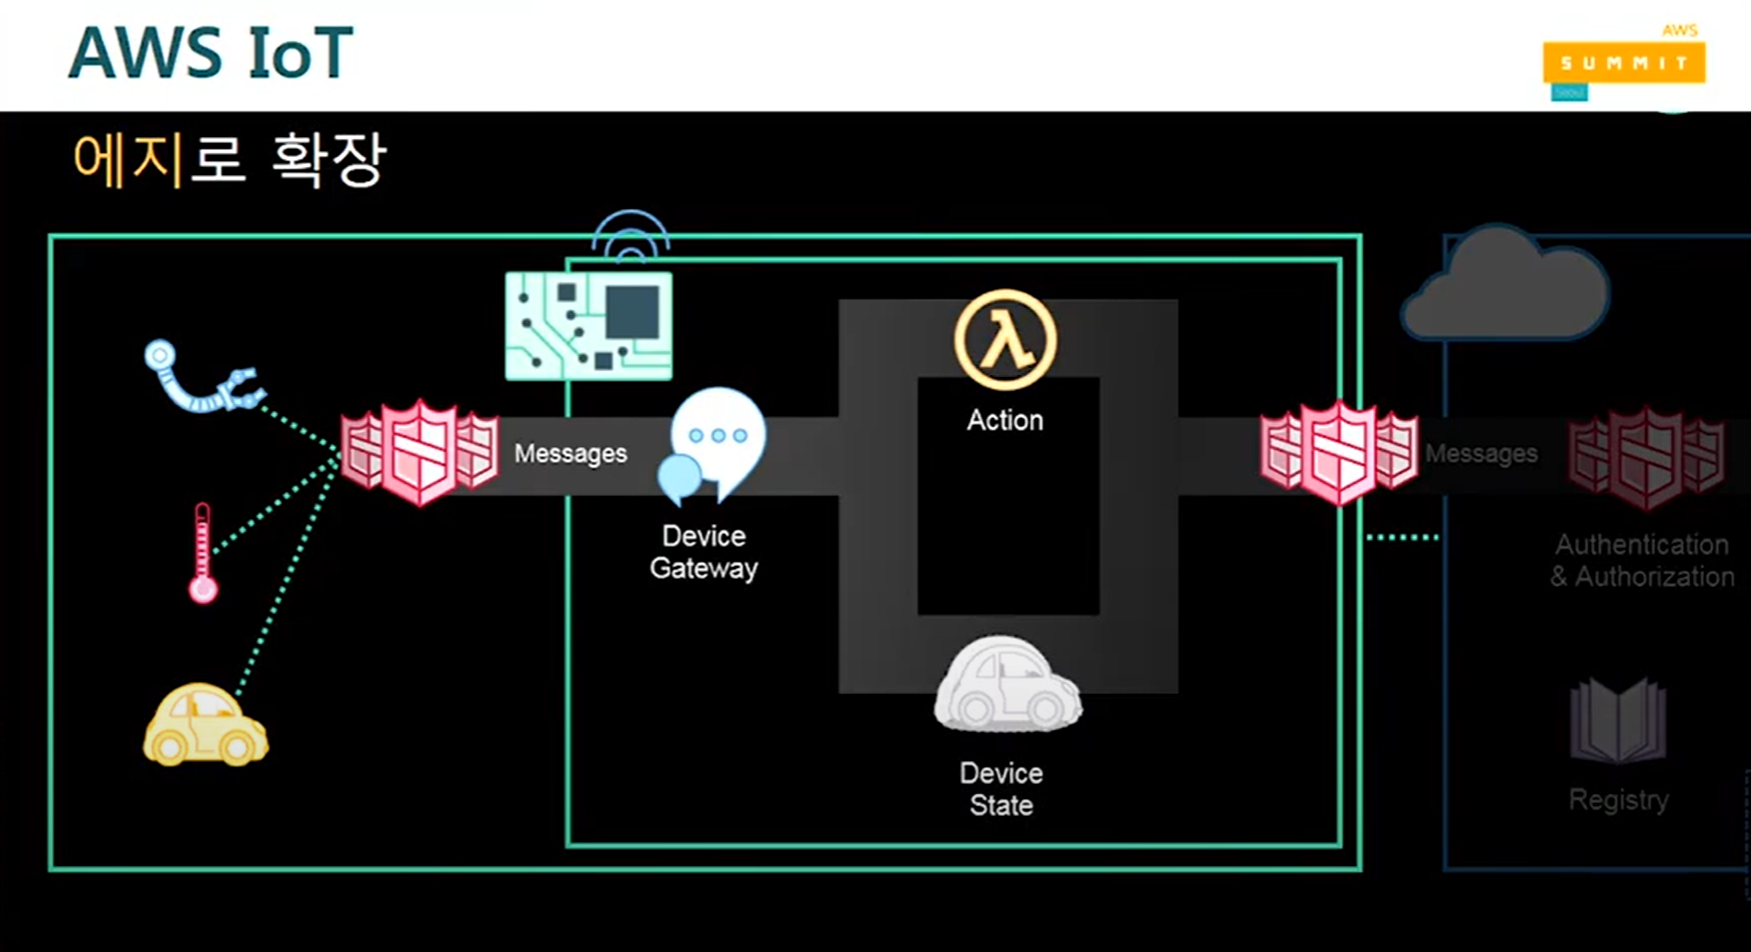 AWS IoT
AWS
SUMMIT
Seoul
에지로 확장
Action
Messages
Device
Gateway
Device
State
Messages
Authentication
& Authorization
Registry